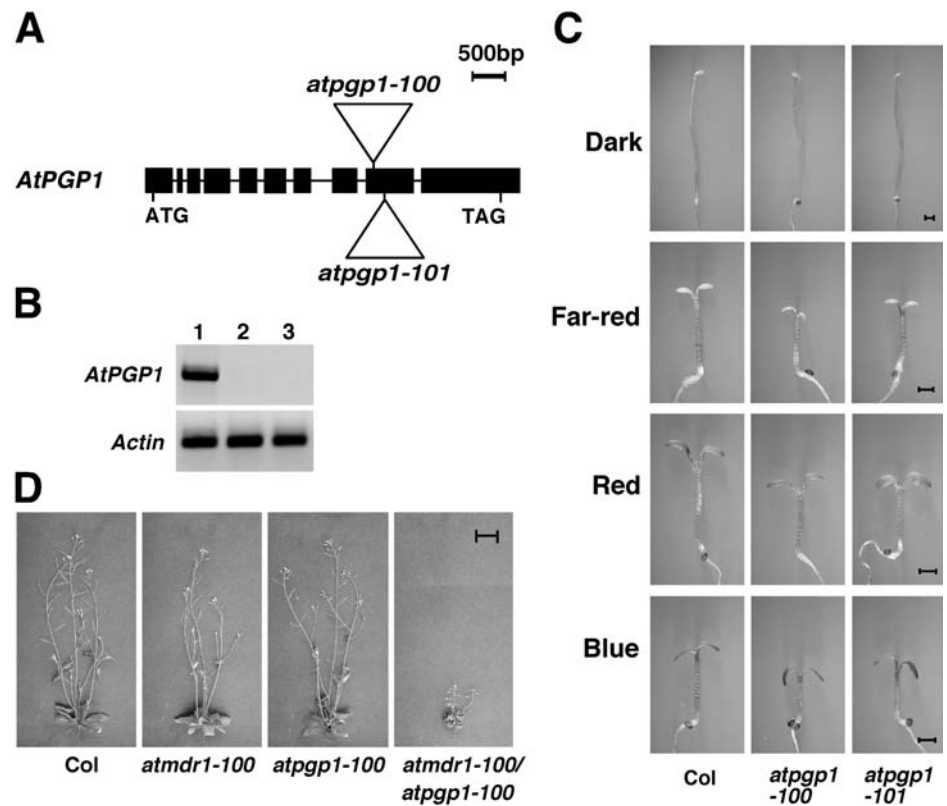 A
500bp
atpgp1-100
AtPGP1
ATG
TAG
atpgp1-101
B
1 2 3
AtPGP1
Actin
C
Dark
Far-red
Red
Blue
Col
atpgp1
-100
atpgp1
-101
D
Col
atmdr1-100
atpgp1-100
atmdr1-100/
atpgp1-100